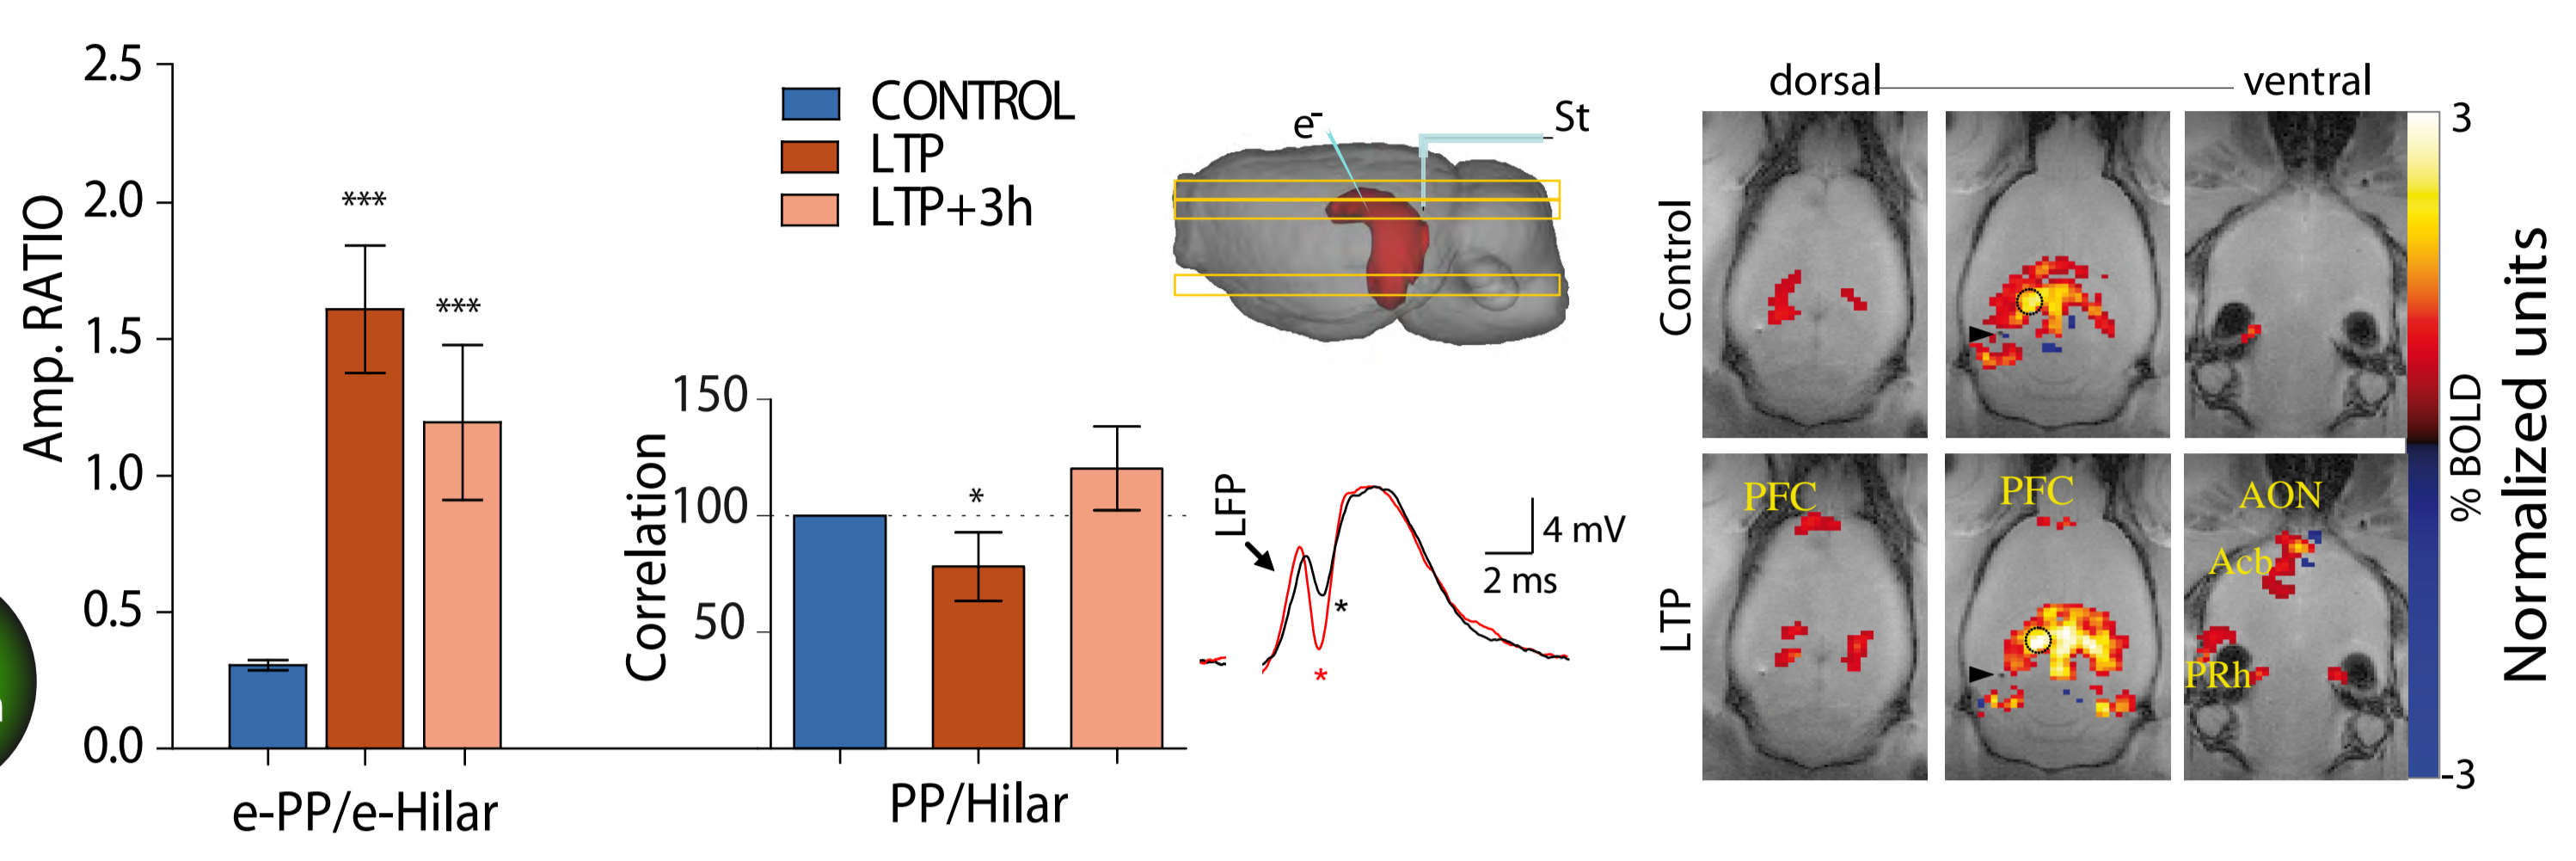 2.5
2.0
1.5
1.0
0.5
0.0
Amp. RATIO
***
***
e-PP/e-Hilar
CONTROL
LTP
LTP+3h
150
100
50
Correlation
*
PP/Hilar
e-
St
LFP
*
*
4 mV
2 ms
dorsal
ventral
Control
LTP
PFC
PFC
AON
Acb
PRh
3
-3
% BOLD
Normalized units